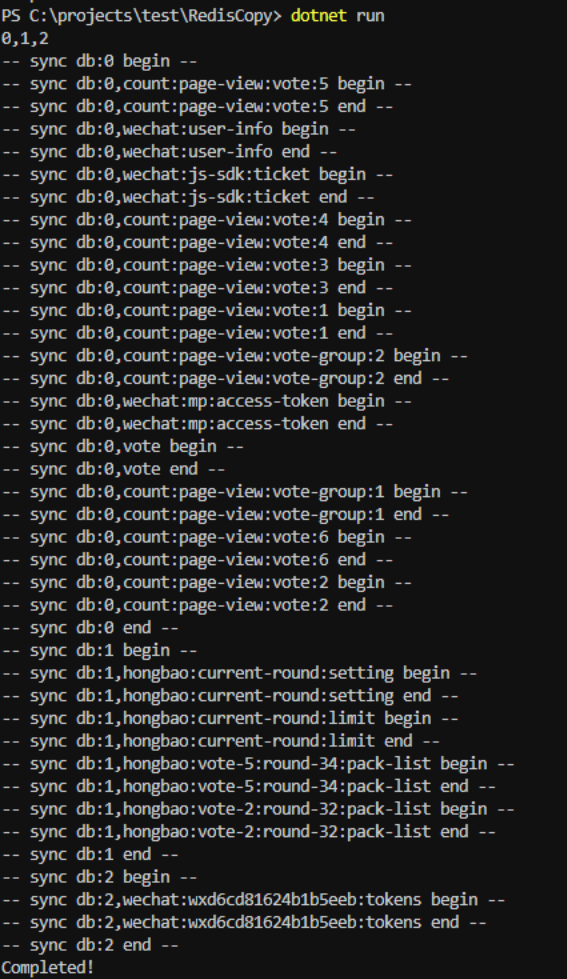 PS C:\projects\test\RedisCopy> dotnet run
0,1,2
-- sync db:0 begin --
-- sync db:0,count:page-view:vote:5 begin --
-- sync db:0,count:page-view:vote:5 end --
-- sync db:0,wechat:user-info begin --
-- sync db:0,wechat:user-info end --
-- sync db:0,wechat:js-sdk:ticket begin --
-- sync db:0,wechat:js-sdk:ticket end --
-- sync db:0,count:page-view:vote:4 begin --
-- sync db:0,count:page-view:vote:4 end --
-- sync db:0,count:page-view:vote:3 begin --
-- sync db:0,count:page-view:vote:3 end --
-- sync db:0,count:page-view:vote:1 begin --
-- sync db:0,count:page-view:vote:1 end --
-- sync db:0,count:page-view:vote-group:2 begin --
-- sync db:0,count:page-view:vote-group:2 end --
-- sync db:0,wechat:mp:access-token begin --
-- sync db:0,wechat:mp:access-token end --
-- sync db:0,vote begin --
-- sync db:0,vote end --
-- sync db:0,count:page-view:vote-group:1 begin --
-- sync db:0,count:page-view:vote-group:1 end --
-- sync db:0,count:page-view:vote:6 begin --
-- sync db:0,count:page-view:vote:6 end --
-- sync db:0,count:page-view:vote:2 begin --
-- sync db:0,count:page-view:vote:2 end --
-- sync db:0 end --
-- sync db:1 begin --
-- sync db:1,hongbao:current-round:setting begin --
-- sync db:1,hongbao:current-round:setting end --
-- sync db:1,hongbao:current-round:limit begin --
-- sync db:1,hongbao:current-round:limit end --
-- sync db:1,hongbao:vote-5:round-34:pack-list begin --
-- sync db:1,hongbao:vote-5:round-34:pack-list end --
-- sync db:1,hongbao:vote-2:round-32:pack-list begin --
-- sync db:1,hongbao:vote-2:round-32:pack-list end --
-- sync db:1 end --
-- sync db:2 begin --
-- sync db:2,wechat:wxd6cd81624b1b5eeb:tokens begin --
-- sync db:2,wechat:wxd6cd81624b1b5eeb:tokens end --
-- sync db:2 end --
Completed!